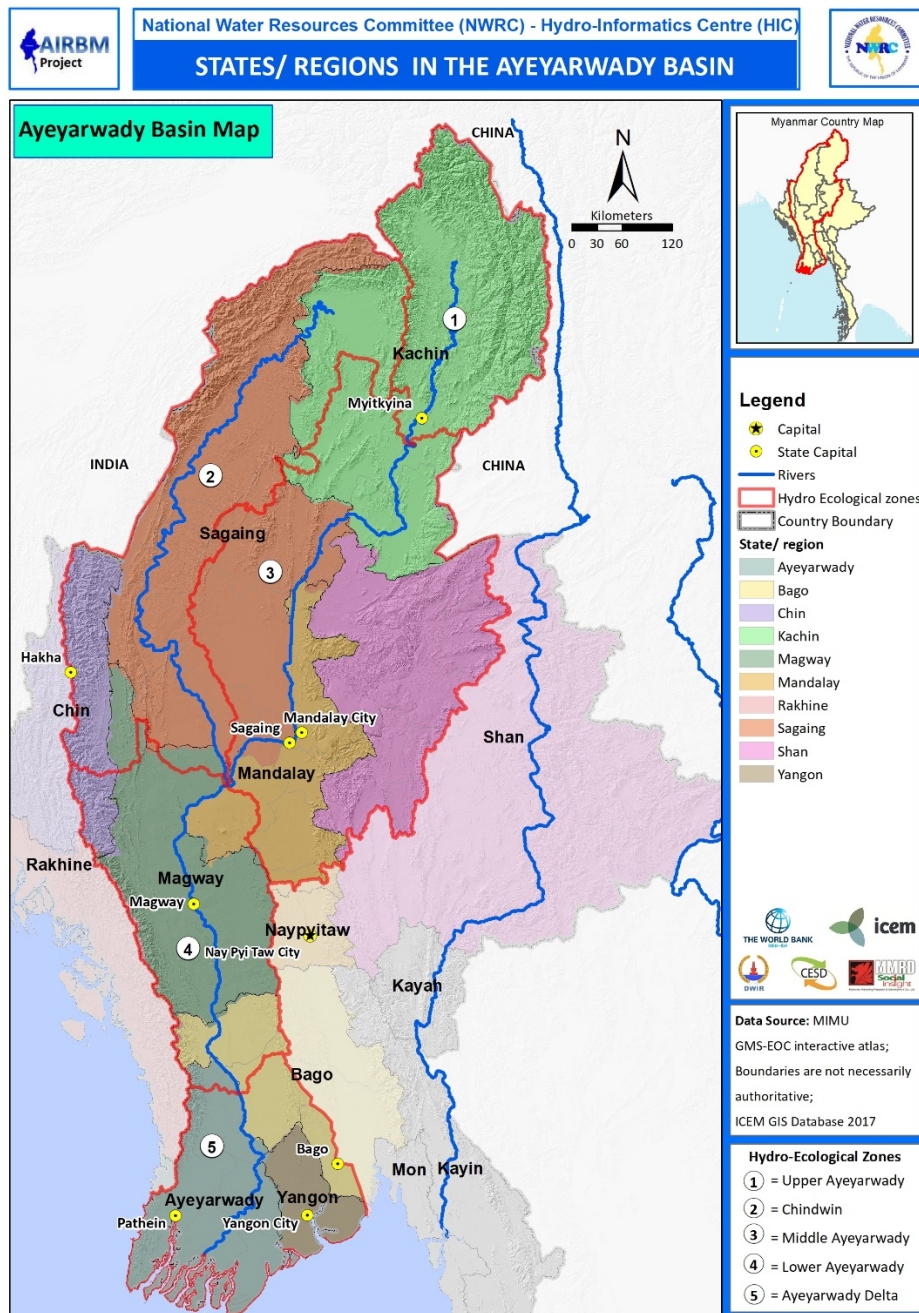 AIRBM
Project
National Water Resources Committee (NWRC) - Hydro-Informatics Centre (HIC)
STATES/ REGIONS IN THE AYEYARWADY BASIN
NWRC
Ayeyarwady Basin Map
CHINA
N
Kilometers
0 30 60 120
1
Kachin
Myitkyina
INDIA
CHINA
2
Sagaing
3
Hakha
Chin
Mandalay City
Sagaing
Shan
Mandalay
Rakhine
Magway
Magway
Naypyitaw
4
Nay Pyi Taw City
Kayah
Bago
5
Bago
Mon
Kayin
Ayeyarwady
Yangon
Pathein
Yangon City
Myanmar Country Map
Legend
Capital
State Capital
Rivers
Hydro Ecological zones
Country Boundary
State/ region
Ayeyarwady
Bago
Chin
Kachin
Magway
Mandalay
Rakhine
Sagaing
Shan
Yangon
THE WORLD BANK
IBRD • IDA
icem
DWIR
CESD
MMRD
Social
Insight
Data Source: MIMU
GMS-EOC interactive atlas;
Boundaries are not necessarily
authoritative;
ICEM GIS Database 2017
Hydro-Ecological Zones
1 = Upper Ayeyarwady
2 = Chindwin
3 = Middle Ayeyarwady
4 = Lower Ayeyarwady
5 = Ayeyarwady Delta